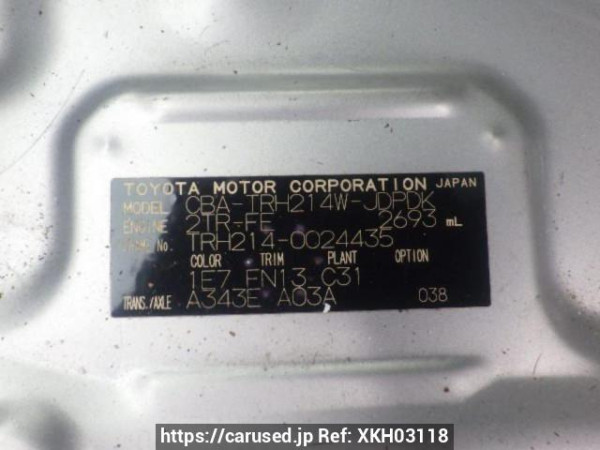 TOYOTA MOTOR CORPORATION JAPAN
MODEL CBA-TRH214W-JDPDK
ENGINE 2TR-FE 2693 mL
FRAME No. TRH214-0024435
COLOR TRIM PLANT OPTION
1E7 FN13 C31
TRANS./AXLE A343E A03A 038
https://carused.jp Ref: XKH03118